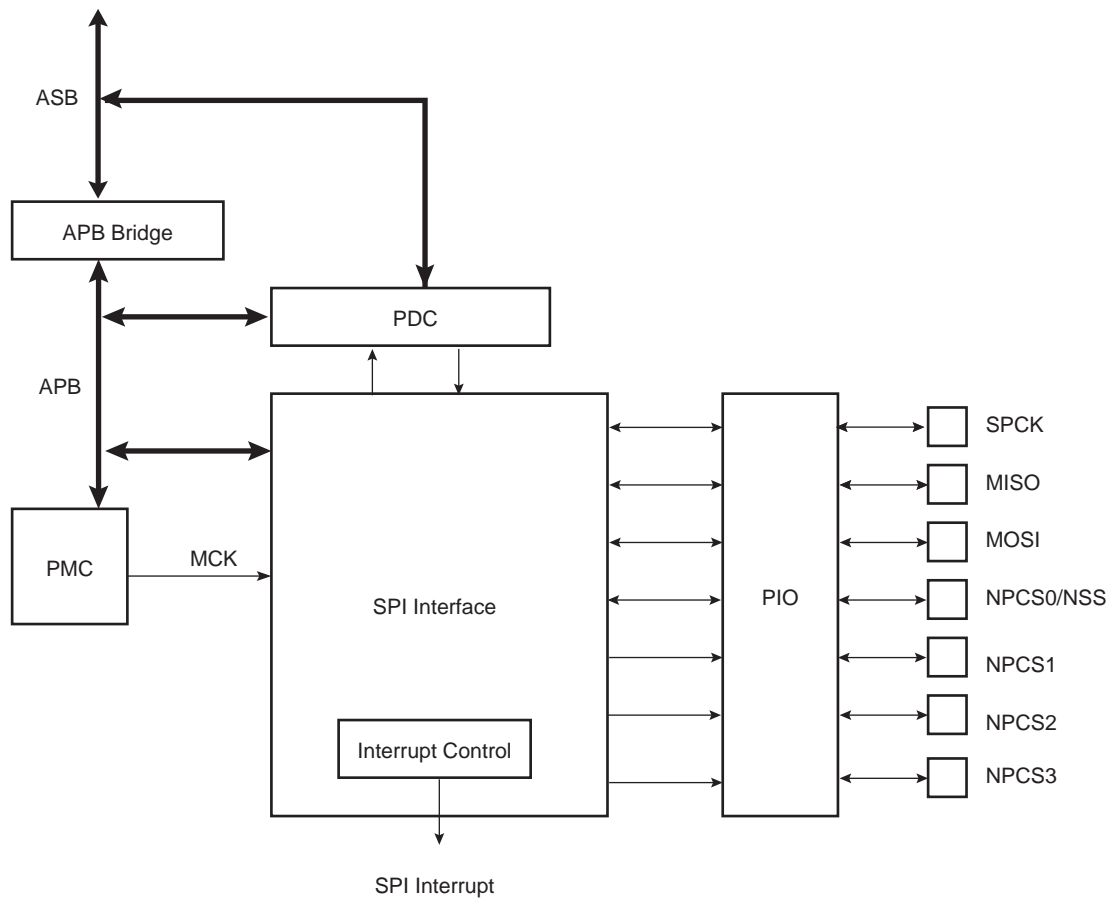 ASB
APB Bridge
PDC
APB
SPCK
MISO
MOSI
PMC
MCK
SPI Interface
PIO
NPCS0/NSS
NPCS1
NPCS2
Interrupt Control
NPCS3
SPI Interrupt